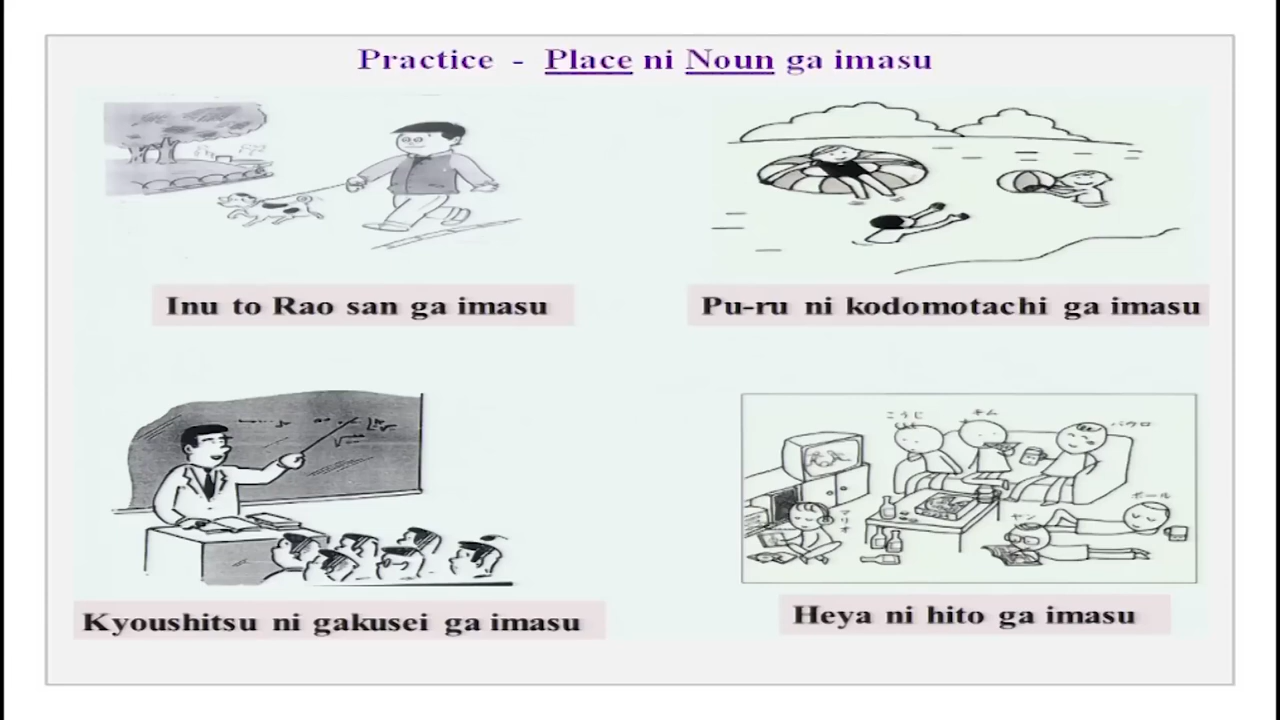 Practice - Place ni Noun ga imasu
Inu to Rao san ga imasu
Pu-ru ni kodomotachi ga imasu
こうじ
キム
パウロ
ポール
マリオ
ヤン
Kyoushitsu ni gakusei ga imasu
Heya ni hito ga imasu